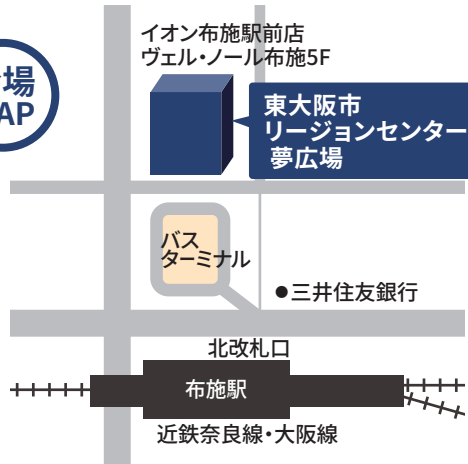 イオン布施駅前店
ヴェル・ノール布施5F
場
AP
東大阪市
リージョンセンター
夢広場
バス
ターミナル
●三井住友銀行
北改札口
布施駅
近鉄奈良線・大阪線